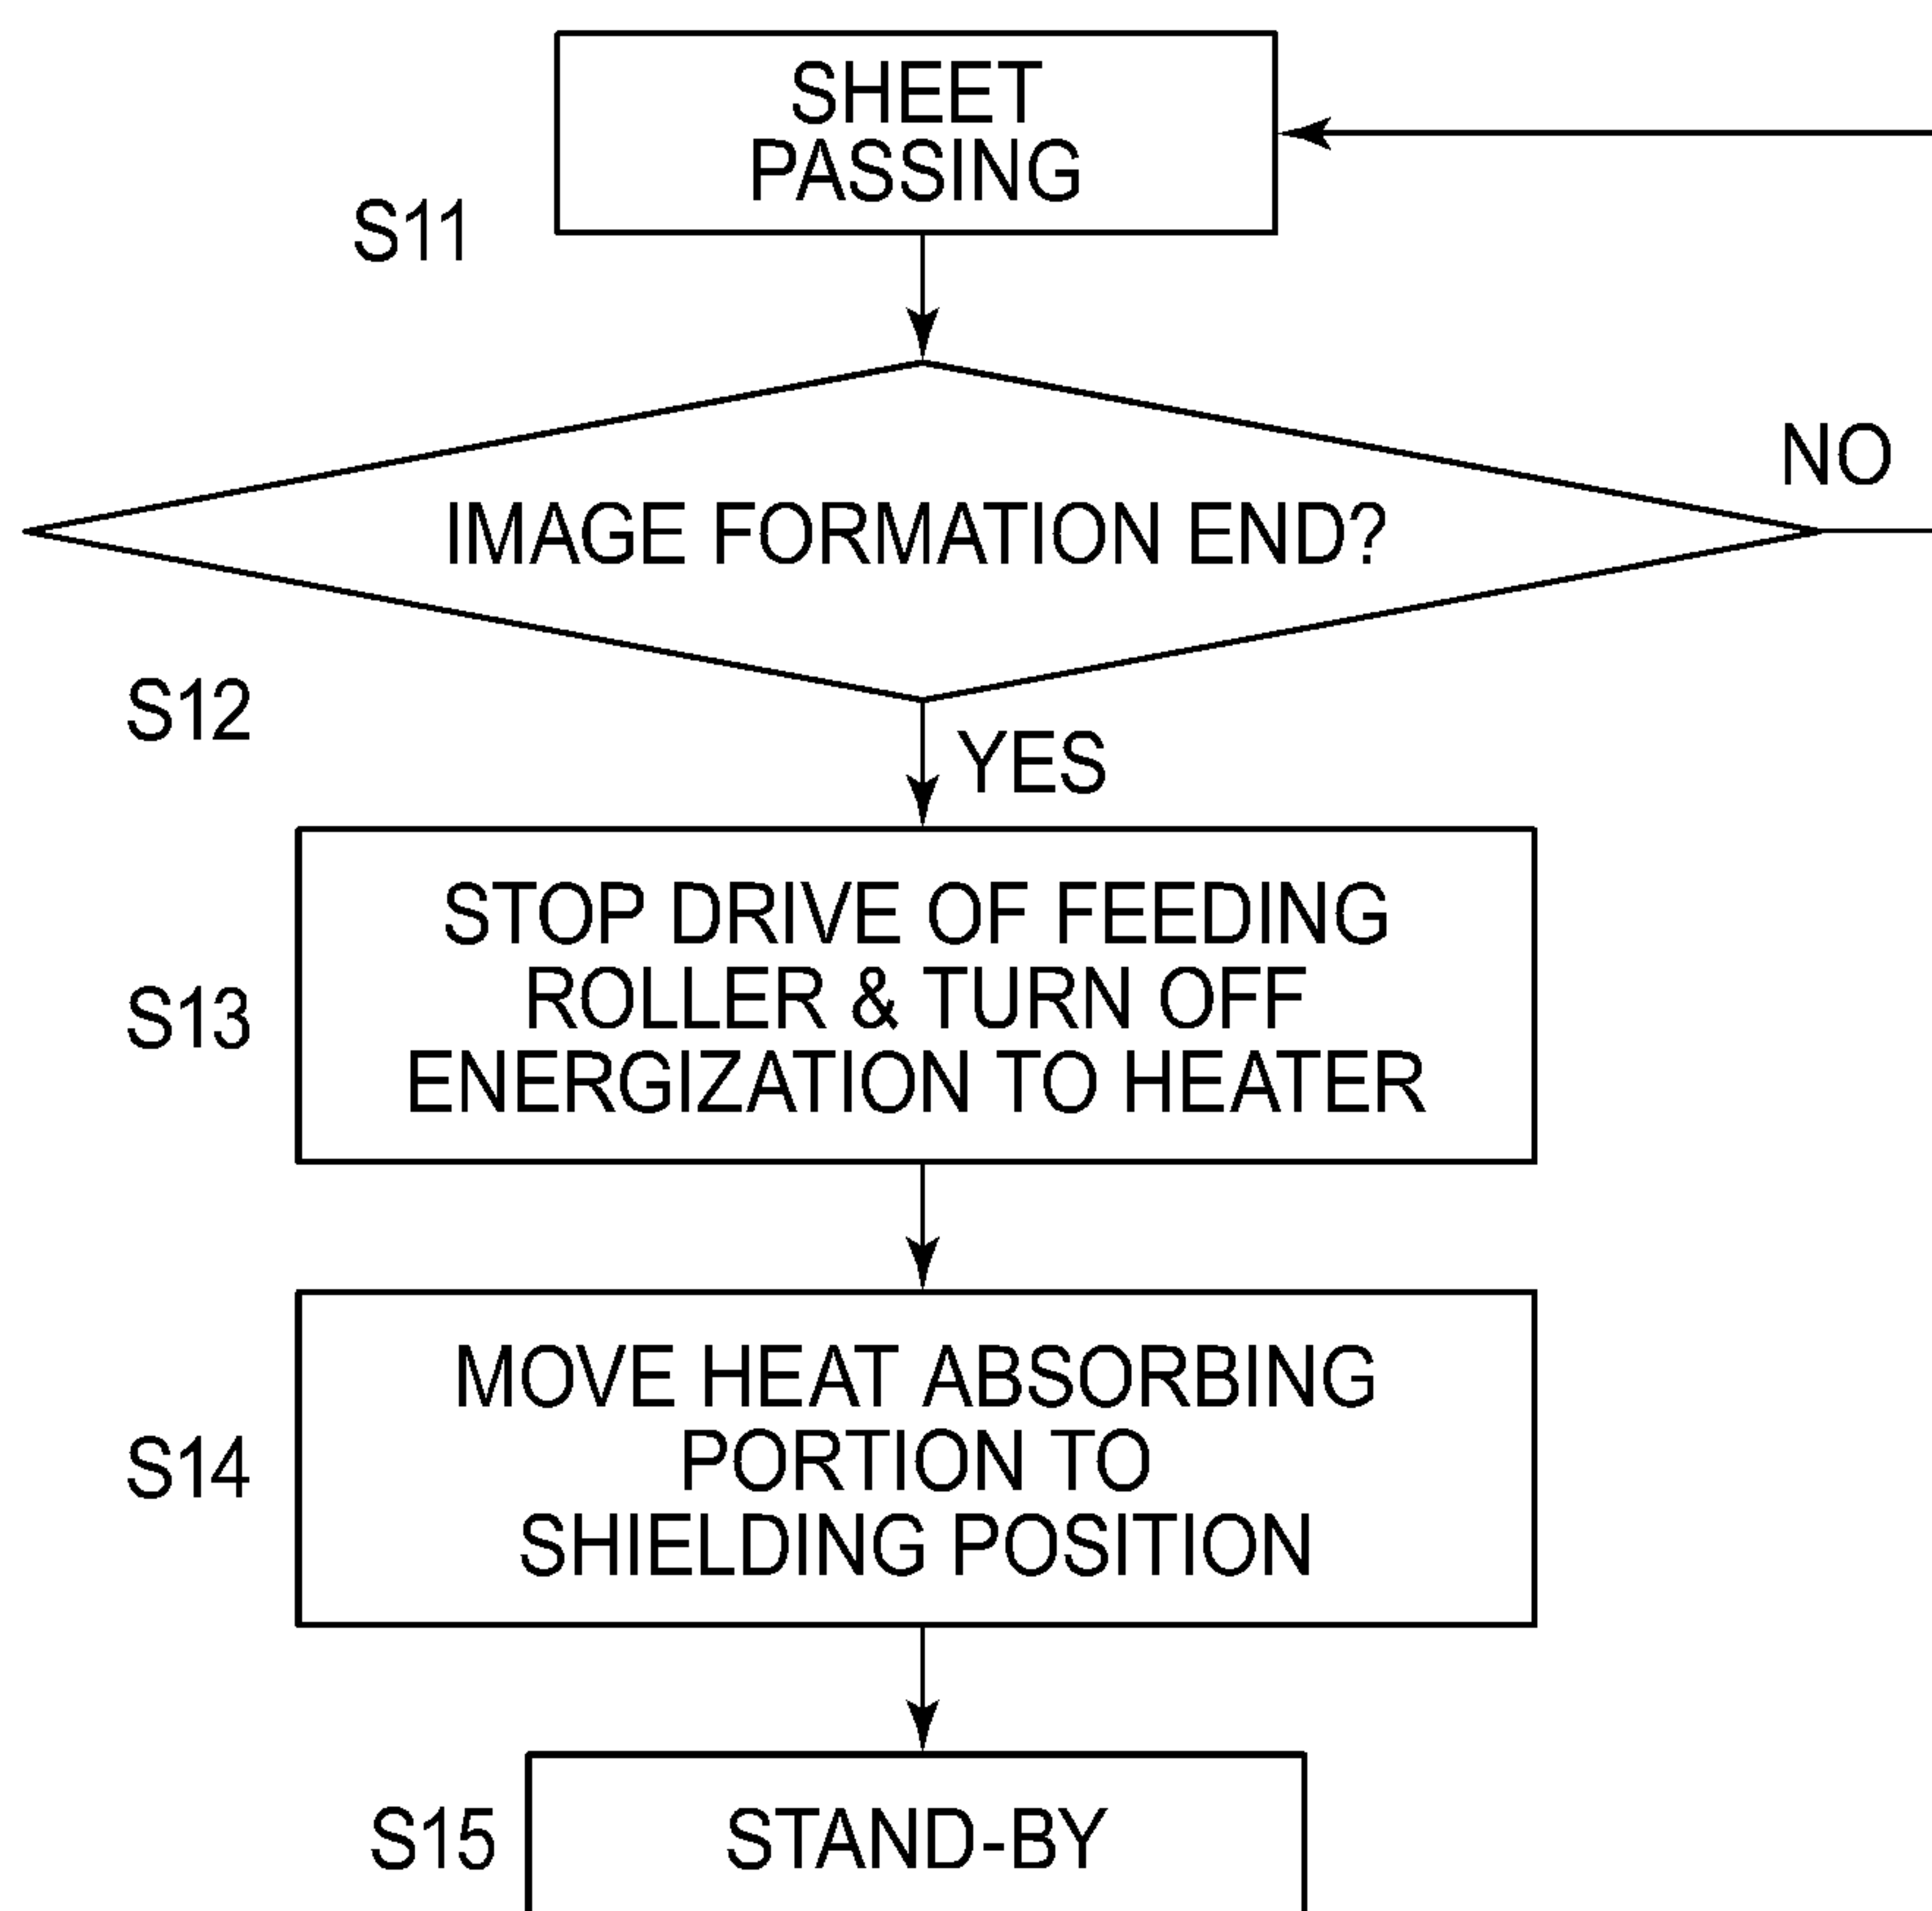 SHEET
PASSING
S11
IMAGE FORMATION END?
NO
S12
YES
STOP DRIVE OF FEEDING
ROLLER & TURN OFF
ENERGIZATION TO HEATER
S13
MOVE HEAT ABSORBING
PORTION TO
SHIELDING POSITION
S14
S15
STAND-BY